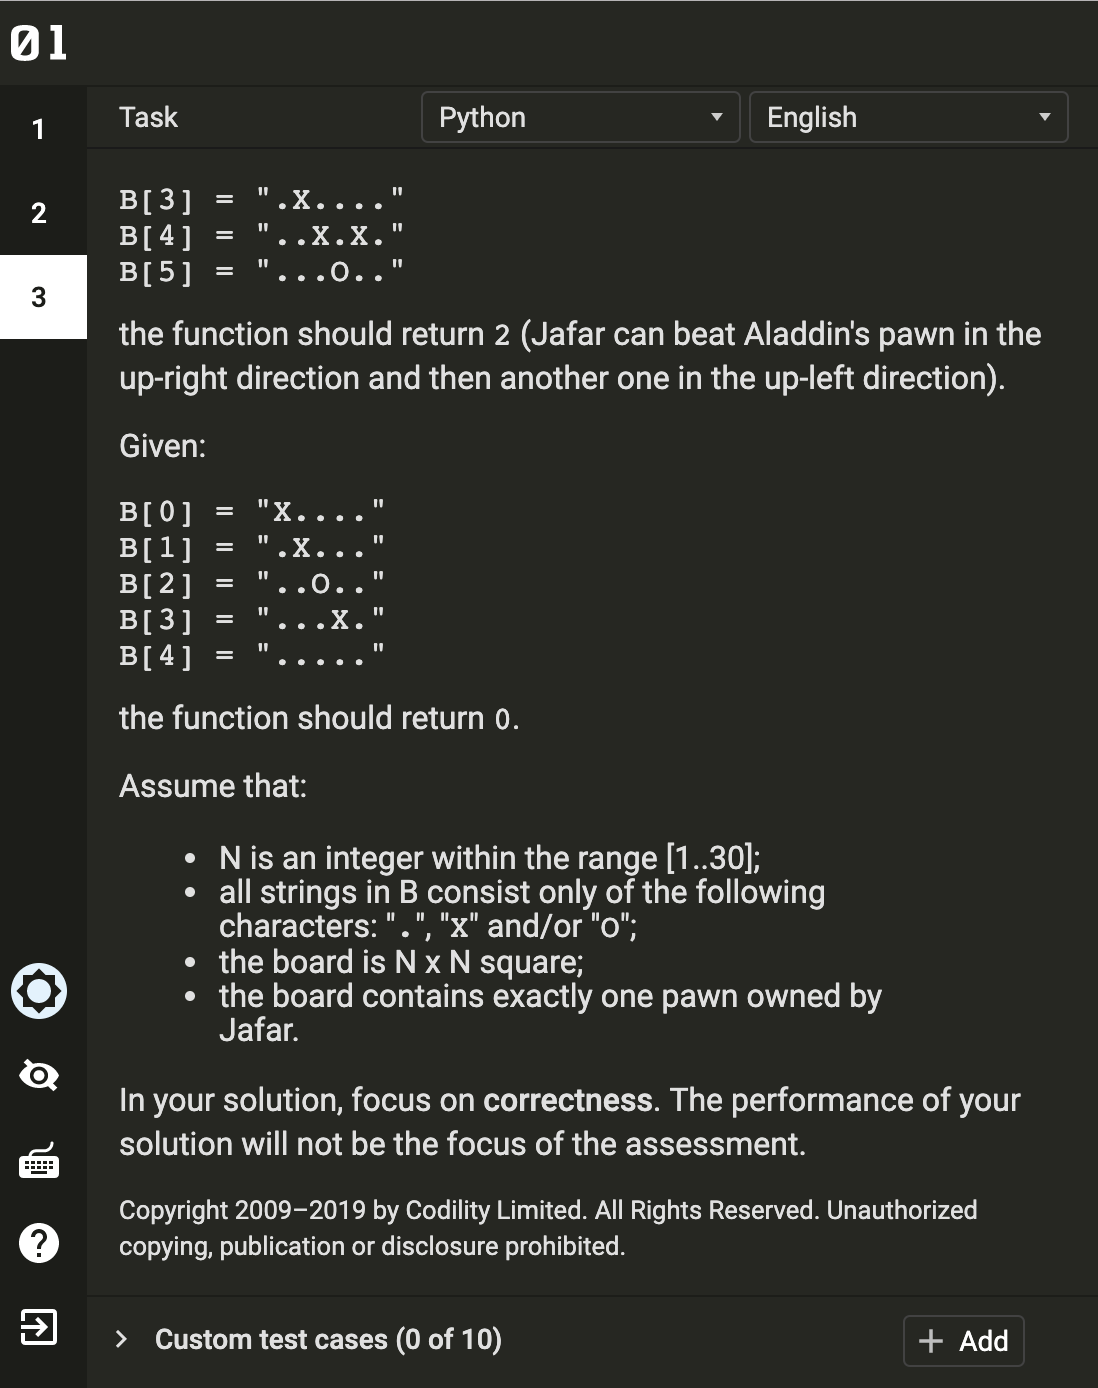 01
1
2
3
Task
Python
English
B[3] = ".X...."
B[4] = "..X.X."
B[5] = "...O.."
the function should return 2 (Jafar can beat Aladdin's pawn in the
up-right direction and then another one in the up-left direction).
Given:
B[0] = "X...."
B[1] = ".X..."
B[2] = "..O.."
B[3] = "...X."
B[4] = "....."
the function should return 0.
Assume that:
• N is an integer within the range [1..30];
• all strings in B consist only of the following
characters: ".", "X" and/or "O";
• the board is N x N square;
• the board contains exactly one pawn owned by
Jafar.
In your solution, focus on correctness. The performance of your
solution will not be the focus of the assessment.
Copyright 2009–2019 by Codility Limited. All Rights Reserved. Unauthorized
copying, publication or disclosure prohibited.
Custom test cases (0 of 10)
+ Add